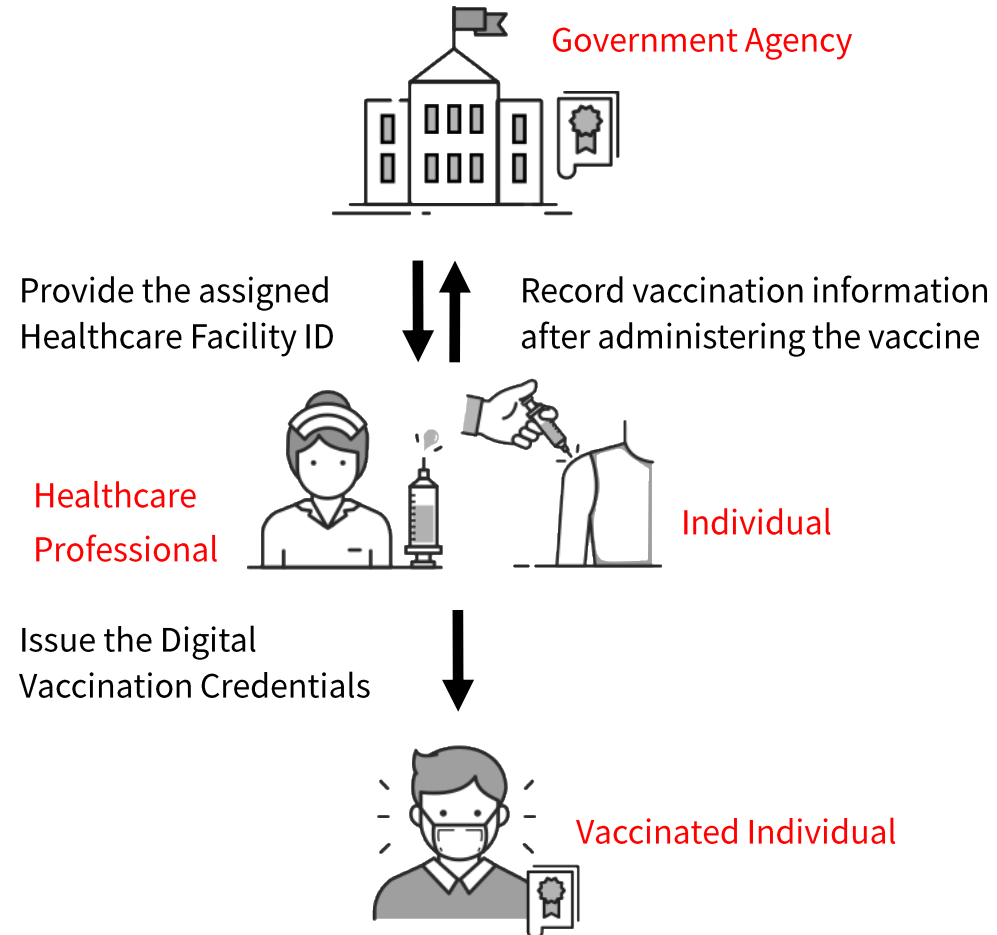 Government Agency
Provide the assigned
Healthcare Facility ID
Record vaccination information
after administering the vaccine
Healthcare
Professional
Individual
Issue the Digital
Vaccination Credentials
Vaccinated Individual